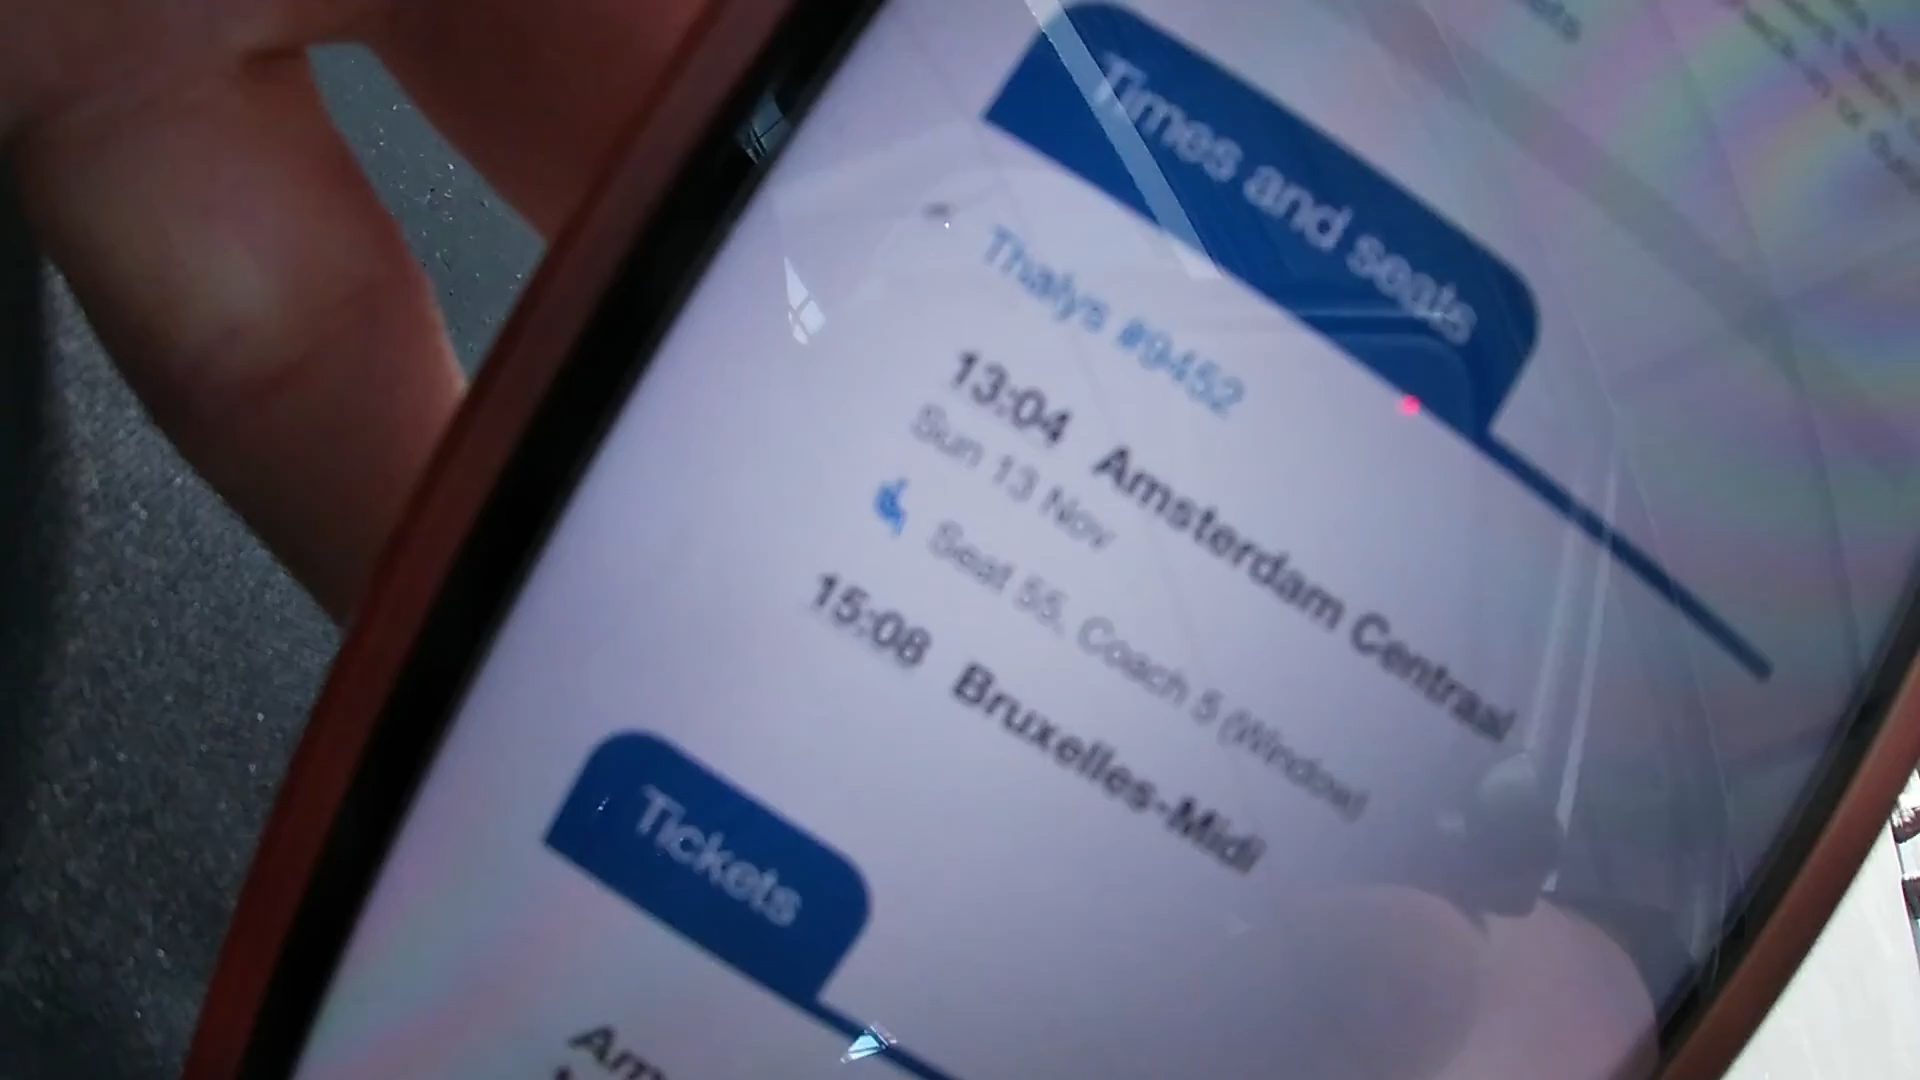 Times and seats
Thalys #9452
13:04 Amsterdam Centraal
Sun 13 Nov
Seat 55, Coach 5 (Window)
15:08 Bruxelles-Midi
Tickets